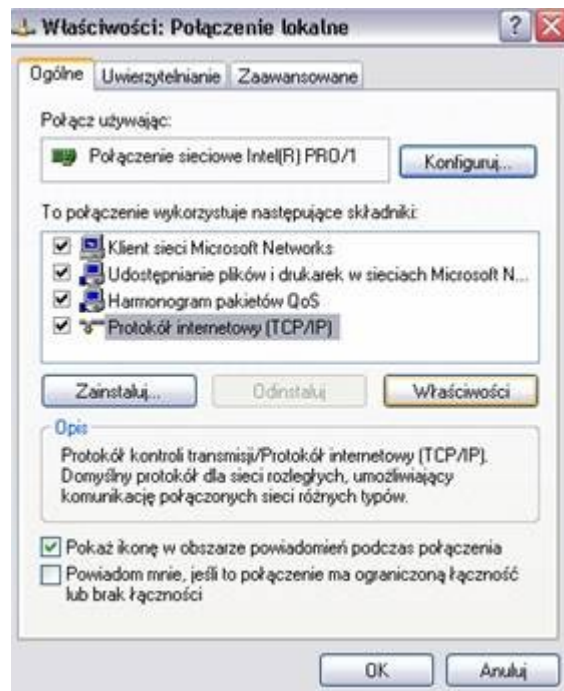 Właściwości: Połączenie lokalne
Ogólne Uwierzytelnianie Zaawansowane
Połącz używając:
Połączenie sieciowe Intel(R) PRO/1
Konfiguruj...
To połączenie wykorzystuje następujące składniki:
Klient sieci Microsoft Networks
Udostępnianie plików i drukarek w sieciach Microsoft N...
Harmonogram pakietów QoS
Protokół internetowy (TCP/IP)
Zainstaluj... Odinstaluj Właściwości
Opis
Protokół kontroli transmisji/Protokół internetowy (TCP/IP).
Domyślny protokół dla sieci rozległych, umożliwiający
komunikację połączonych sieci różnych typów.
Pokaż ikonę w obszarze powiadomień podczas połączenia
Powiadom mnie, jeśli to połączenie ma ograniczoną łączność
lub brak łączności
OK Anuluj